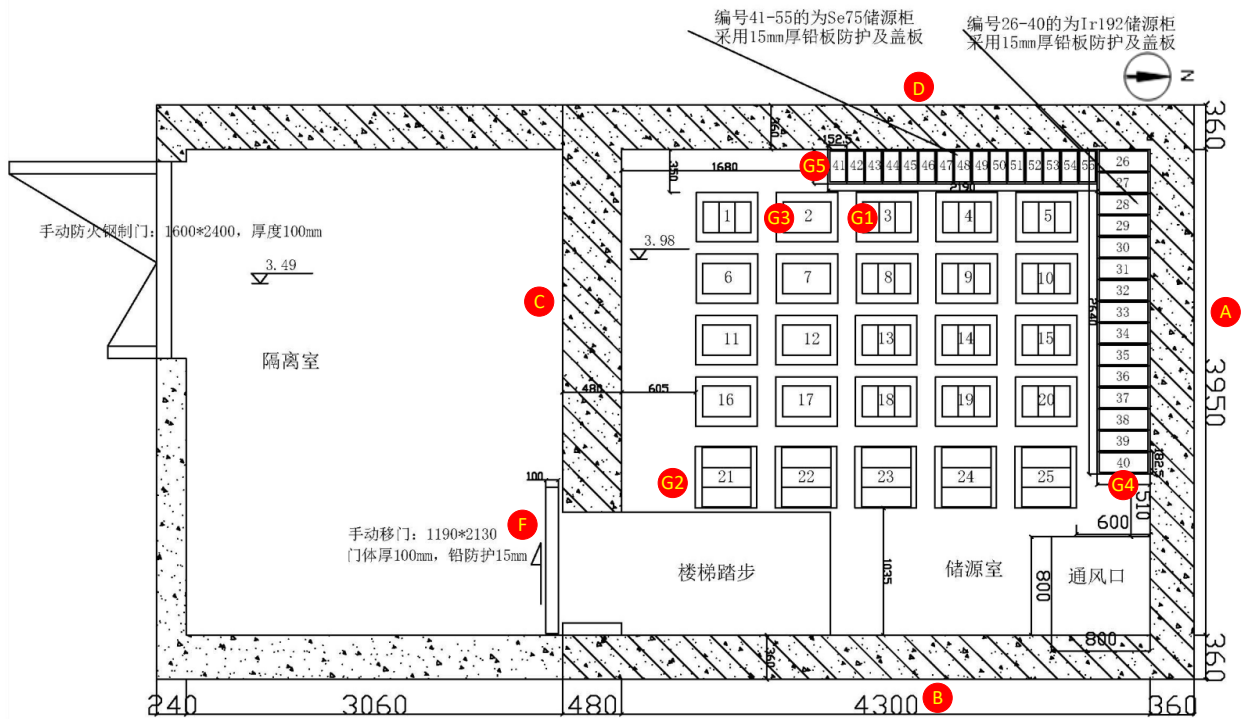 编号41-55的为Se75储源柜
采用15mm厚铅板防护及盖板
编号26-40的为Ir192储源柜
采用15mm厚铅板防护及盖板
N
D
360
360
152.5
350
1680
G5
41 42 43 44 45 46 47 48 49 50 51 52 53 54 55
2190
26
27
28
29
30
31
32
33
34
35
36
37
38
39
40
G3
G1
1 2 3 4 5
手动防火钢制门：1600*2400，厚度100mm
3.98
3.49
6 7 8 9 10
C
A
2640
11 12 13 14 15
隔离室
480
605
3950
16 17 18 19 20
G2
21 22 23 24 25
182.5
G4
100
510
F
手动移门：1190*2130
门体厚100mm，铅防护15mm
600
楼梯踏步
1035
储源室
800
通风口
800
360
360
240
3060
480
4300
B
360